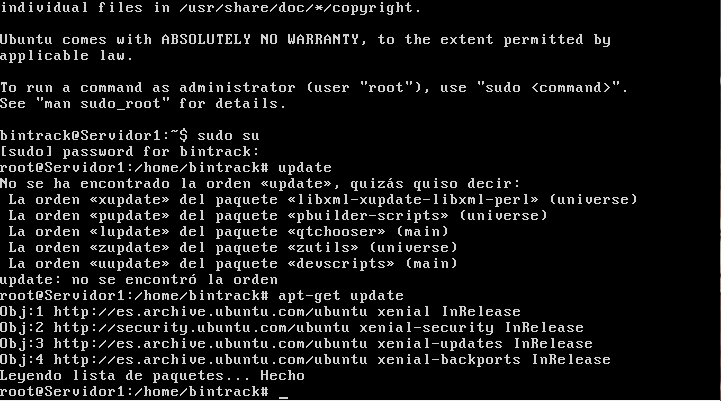 individual files in /usr/share/doc/*/copyright.
Ubuntu comes with ABSOLUTELY NO WARRANTY, to the extent permitted by
applicable law.
To run a command as administrator (user "root"), use "sudo <command>".
See "man sudo_root" for details.
bintrack@Servidor1:~$ sudo su
[sudo] password for bintrack:
root@Servidor1:/home/bintrack# update
No se ha encontrado la orden «update», quizás quiso decir:
 La orden «xupdate» del paquete «libxml-xupdate-libxml-perl» (universe)
 La orden «pupdate» del paquete «pbuilder-scripts» (universe)
 La orden «lupdate» del paquete «qtchooser» (main)
 La orden «zupdate» del paquete «zutils» (universe)
 La orden «uupdate» del paquete «devscripts» (main)
update: no se encontró la orden
root@Servidor1:/home/bintrack# apt-get update
Obj:1 http://es.archive.ubuntu.com/ubuntu xenial InRelease
Obj:2 http://security.ubuntu.com/ubuntu xenial-security InRelease
Obj:3 http://es.archive.ubuntu.com/ubuntu xenial-updates InRelease
Obj:4 http://es.archive.ubuntu.com/ubuntu xenial-backports InRelease
Leyendo lista de paquetes... Hecho
root@Servidor1:/home/bintrack# _